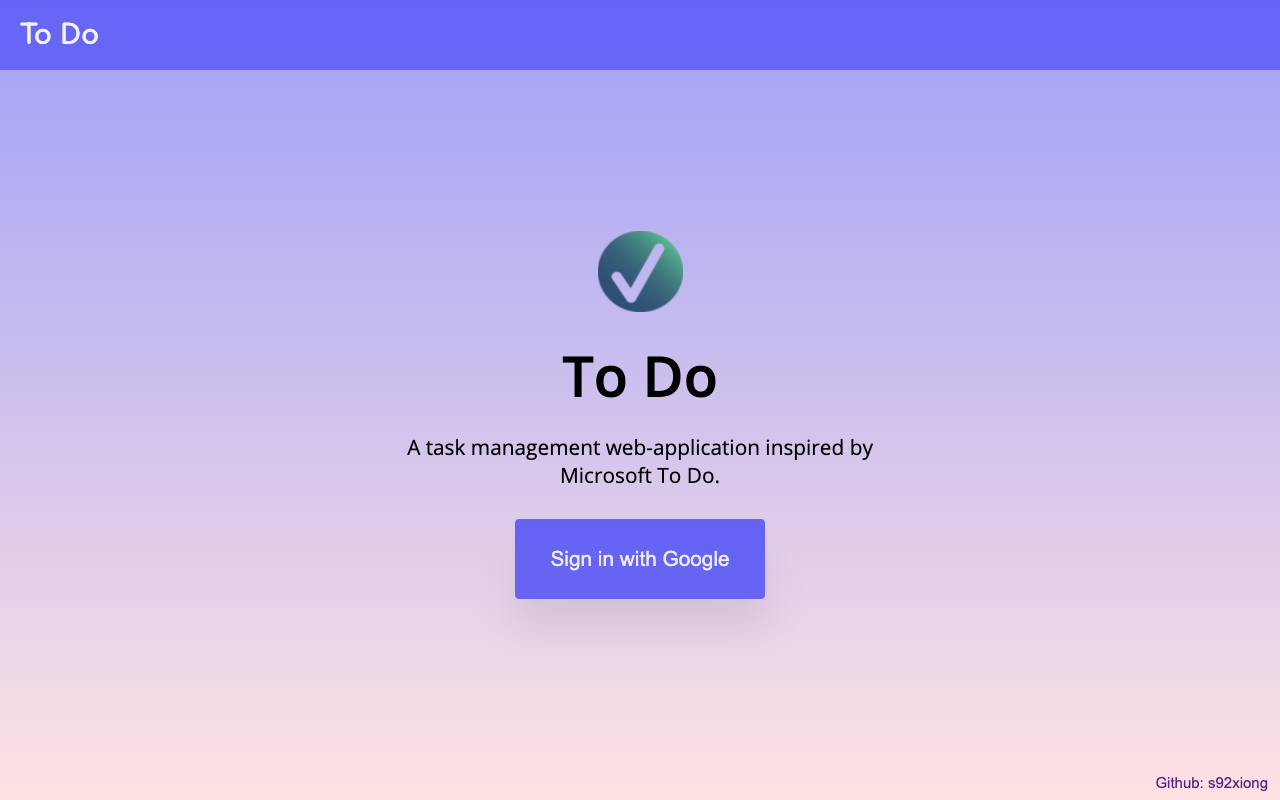 To Do
To Do
A task management web-application inspired by
Microsoft To Do.
Sign in with Google
Github: s92xiong